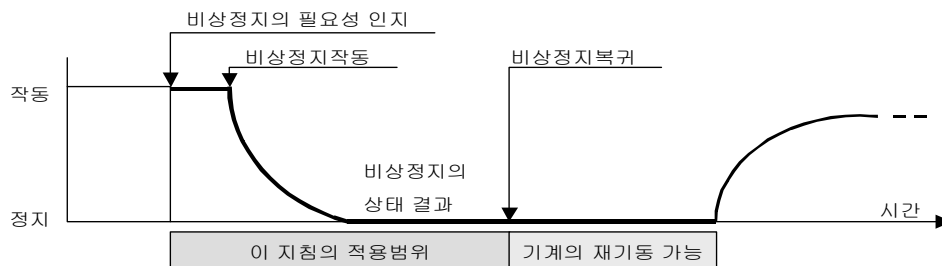 비상정지의 필요성 인지
비상정지작동
비상정지복귀
작동
비상정지의
상태 결과
정지
시간
이 지침의 적용범위
기계의 재기동 가능